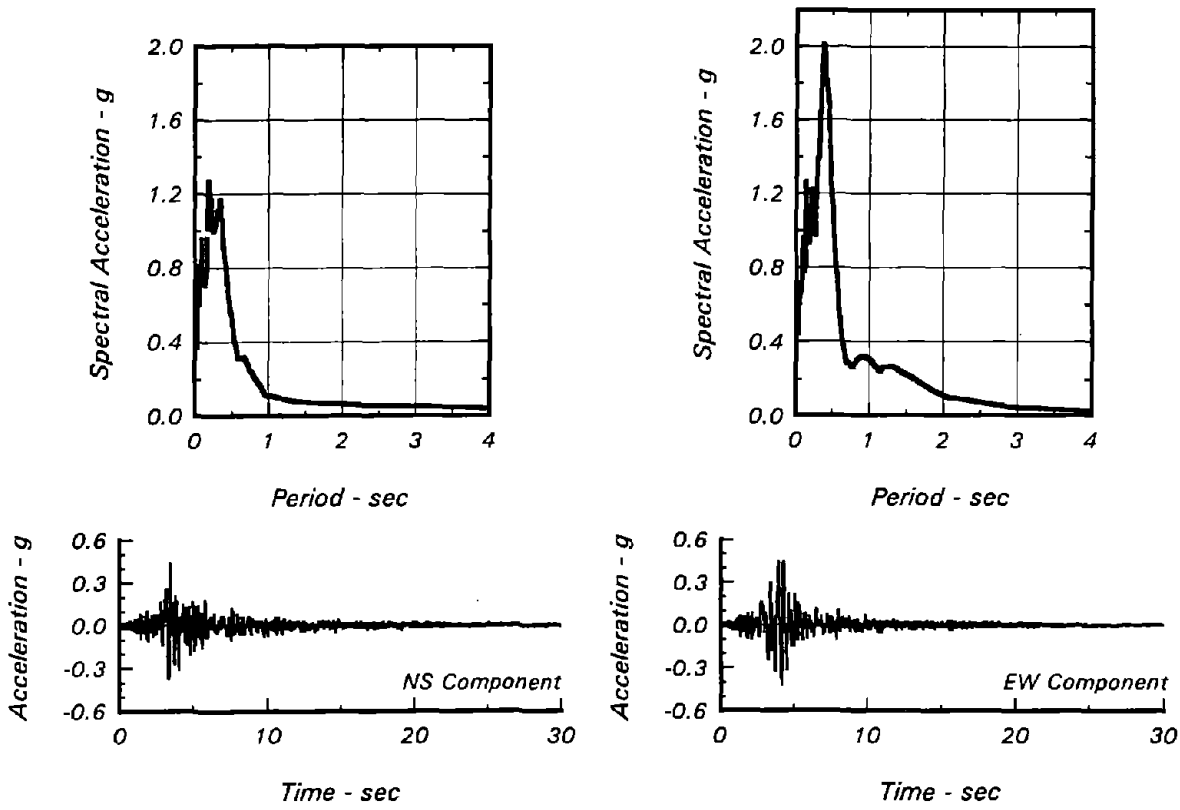 Spectral Acceleration - g
2.0
1.6
1.2
0.8
0.4
0.0
0 1 2 3 4
Period - sec
Spectral Acceleration - g
2.0
1.6
1.2
0.8
0.4
0.0
0 1 2 3 4
Period - sec
Acceleration - g
0.6
0.3
0.0
-0.3
-0.6
NS Component
0 10 20 30
Time - sec
Acceleration - g
0.6
0.3
0.0
-0.3
-0.6
EW Component
0 10 20 30
Time - sec